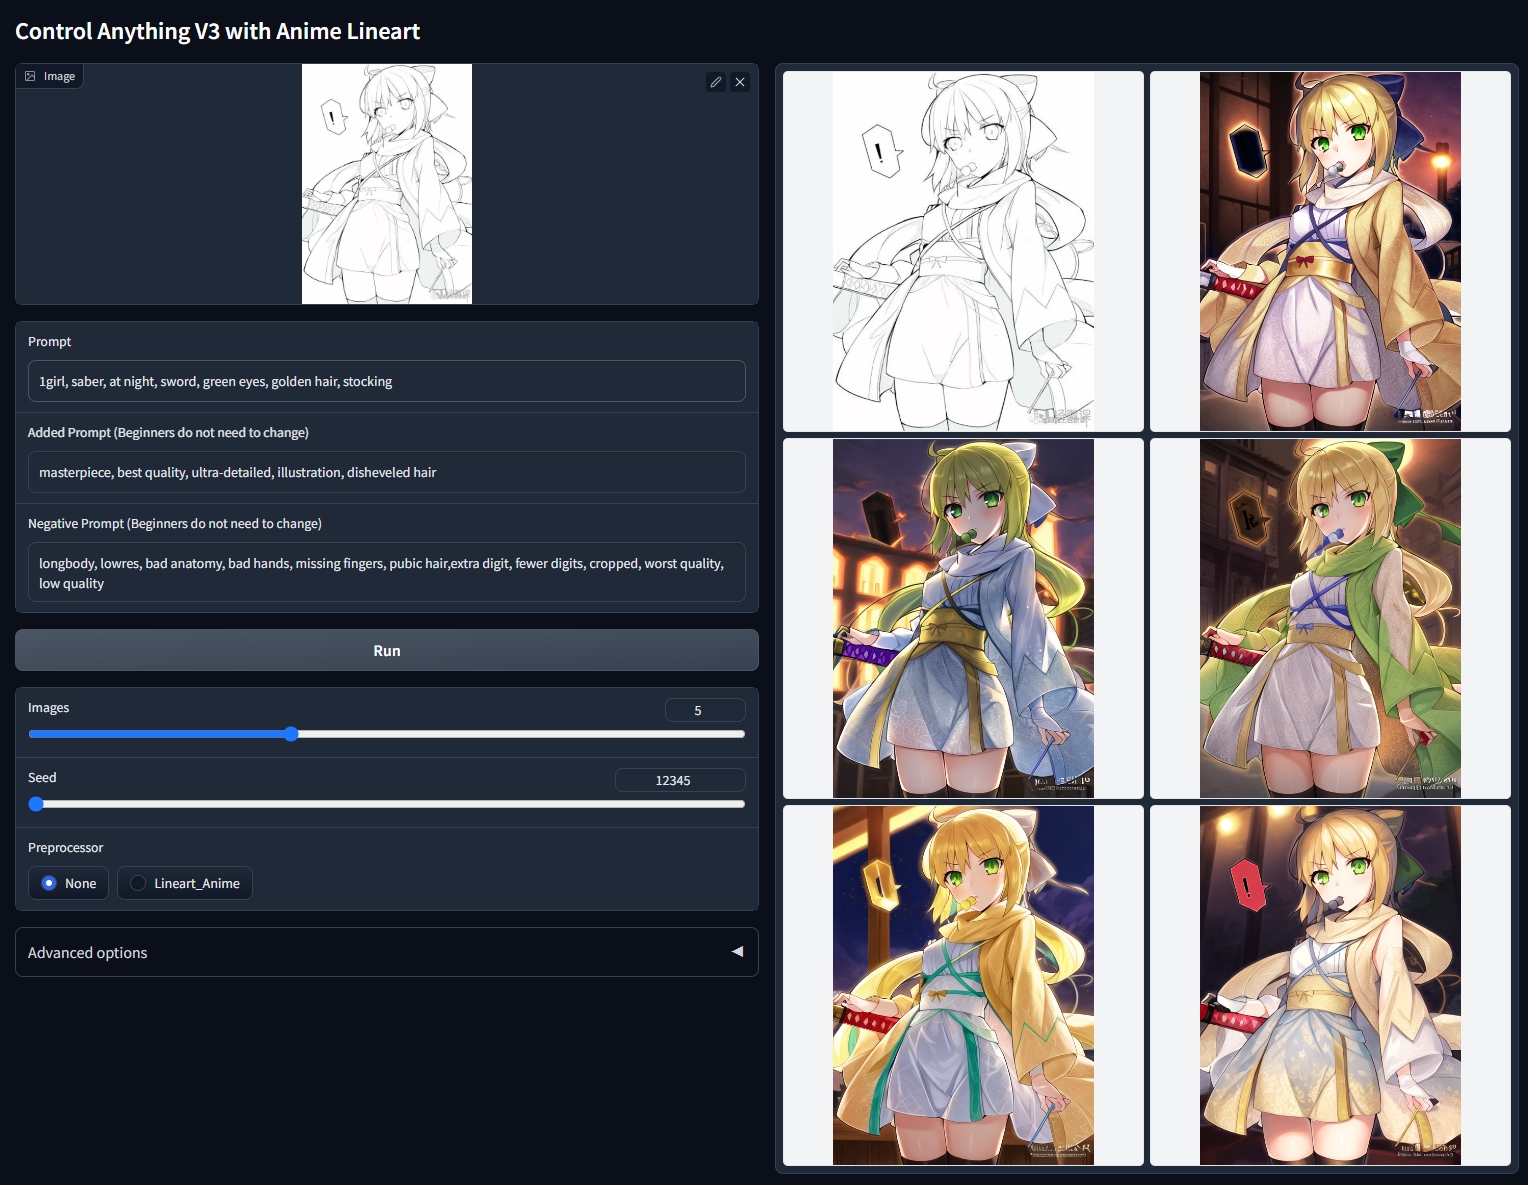 Control Anything V3 with Anime Lineart
Image
!
Prompt
1girl, saber, at night, sword, green eyes, golden hair, stocking
Added Prompt (Beginners do not need to change)
masterpiece, best quality, ultra-detailed, illustration, disheveled hair
Negative Prompt (Beginners do not need to change)
longbody, lowres, bad anatomy, bad hands, missing fingers, pubic hair,extra digit, fewer digits, cropped, worst quality,
low quality
Run
Images
5
Seed
12345
Preprocessor
None
Lineart_Anime
Advanced options
!
!
!